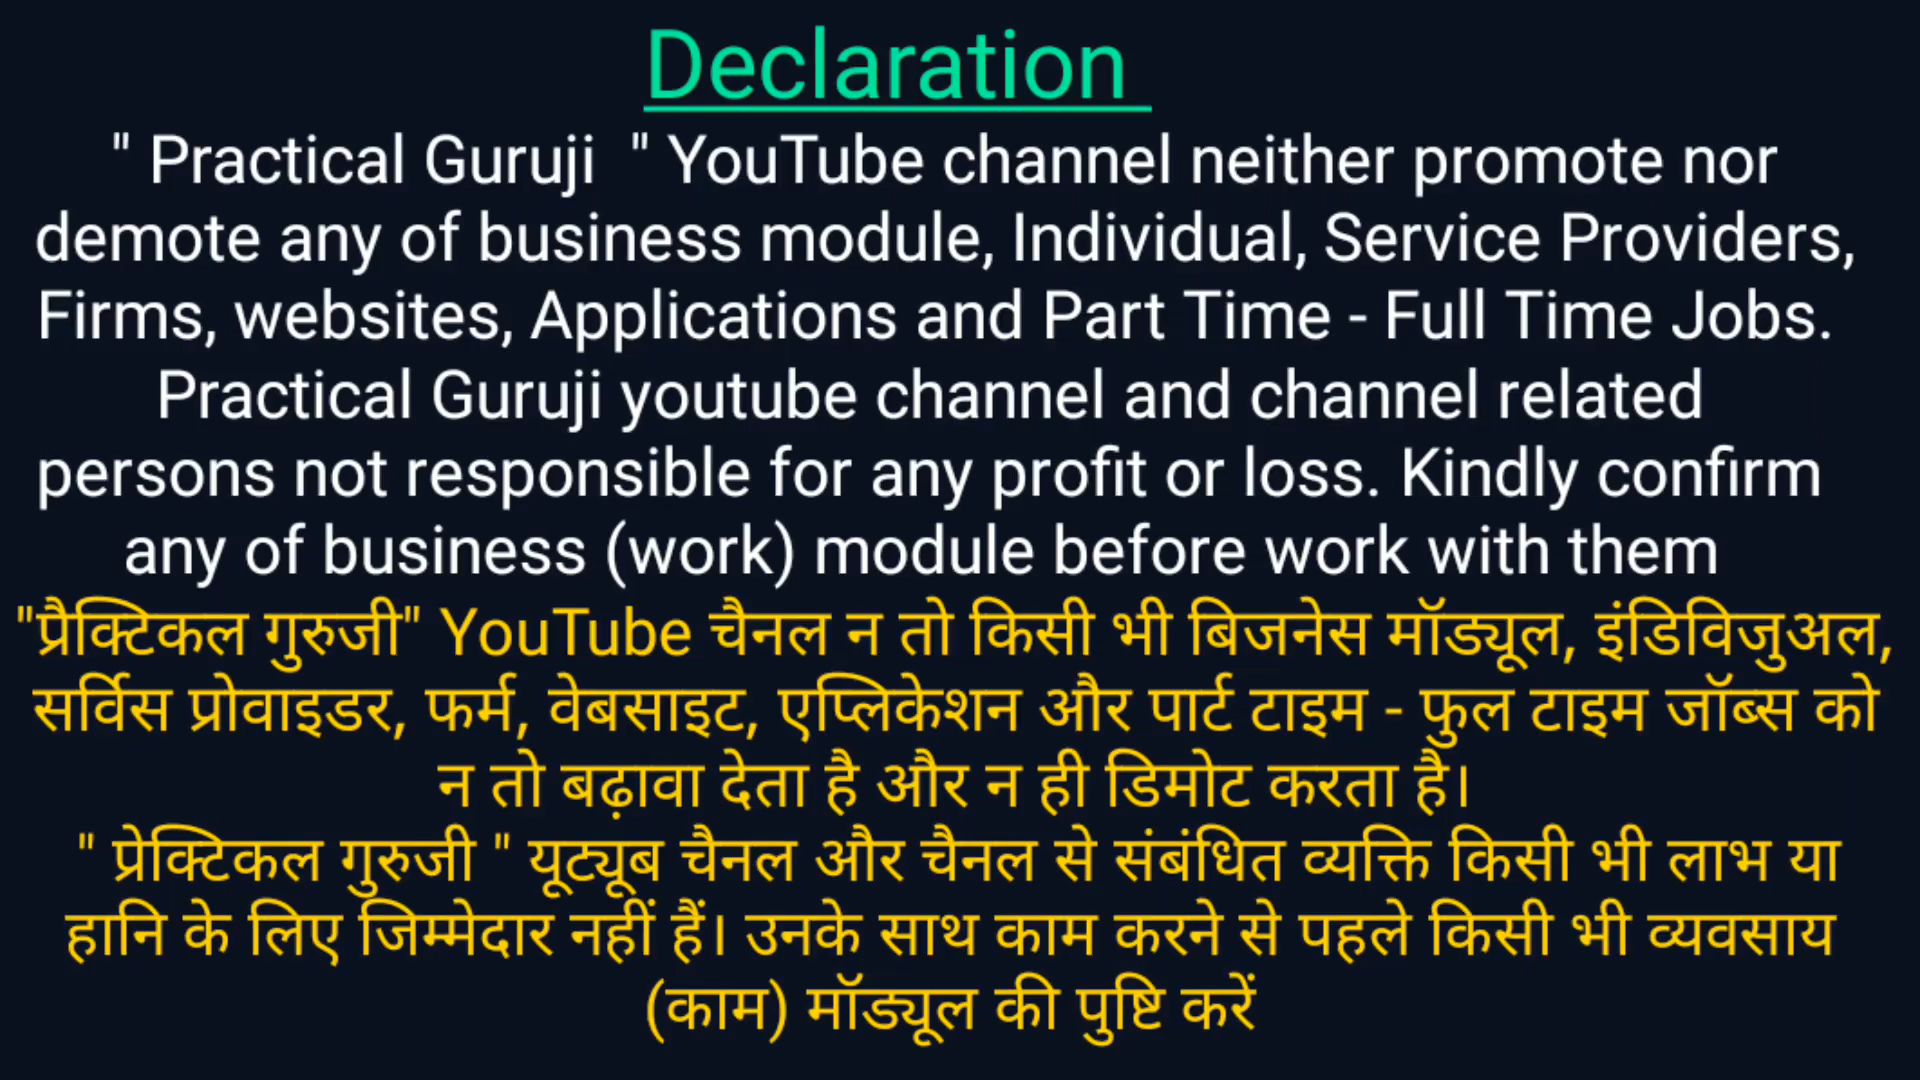 Declaration
" Practical Guruji " YouTube channel neither promote nor
demote any of business module, Individual, Service Providers,
Firms, websites, Applications and Part Time - Full Time Jobs.
Practical Guruji youtube channel and channel related
persons not responsible for any profit or loss. Kindly confirm
any of business (work) module before work with them
"प्रैक्टिकल गुरुजी" YouTube चैनल न तो किसी भी बिजनेस मॉड्यूल, इंडिविजुअल,
सर्विस प्रोवाइडर, फर्म, वेबसाइट, एप्लिकेशन और पार्ट टाइम - फुल टाइम जॉब्स को
न तो बढ़ावा देता है और न ही डिमोट करता है।
" प्रेक्टिकल गुरुजी " यूट्यूब चैनल और चैनल से संबंधित व्यक्ति किसी भी लाभ या
हानि के लिए जिम्मेदार नहीं हैं। उनके साथ काम करने से पहले किसी भी व्यवसाय
(काम) मॉड्यूल की पुष्टि करें